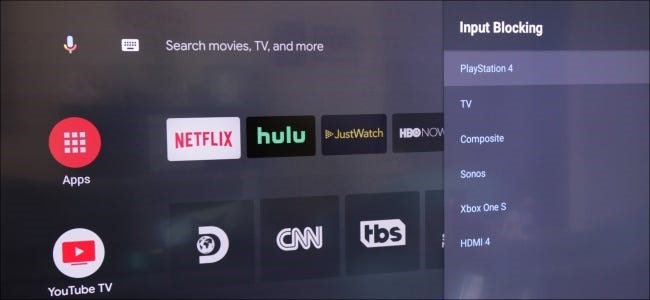 Input Blocking
Search movies, TV, and more
PlayStation 4
TV
Composite
Sonos
Xbox One S
HDMI 4
NETFLIX
hulu
JustWatch
HBO NOW
Apps
CNN
tbs
YouTube TV